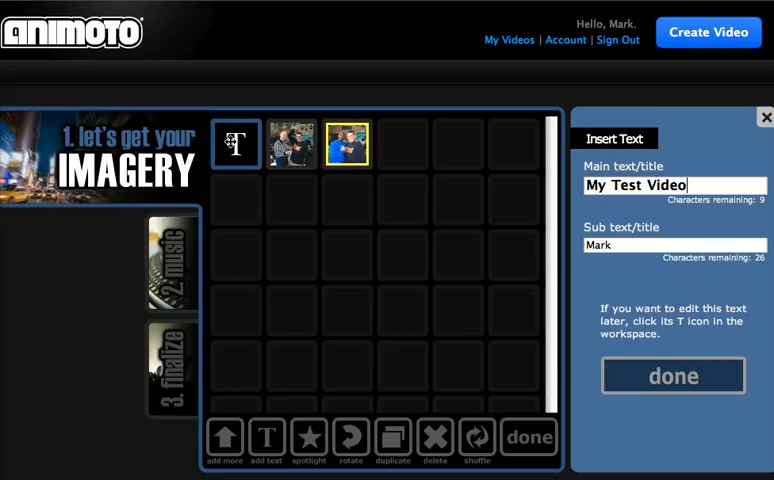 ANIMOTO
Hello, Mark.
My Videos | Account | Sign Out
Create Video
1. let's get your
IMAGERY
2. music
3. finalize
T
add more
T
add text
spotlight
rotate
duplicate
delete
shuffle
done
Insert Text
Main text/title
My Test Video
Characters remaining: 9
Sub text/title
Mark
Characters remaining: 26
If you want to edit this text
later, click its T icon in the
workspace.
done